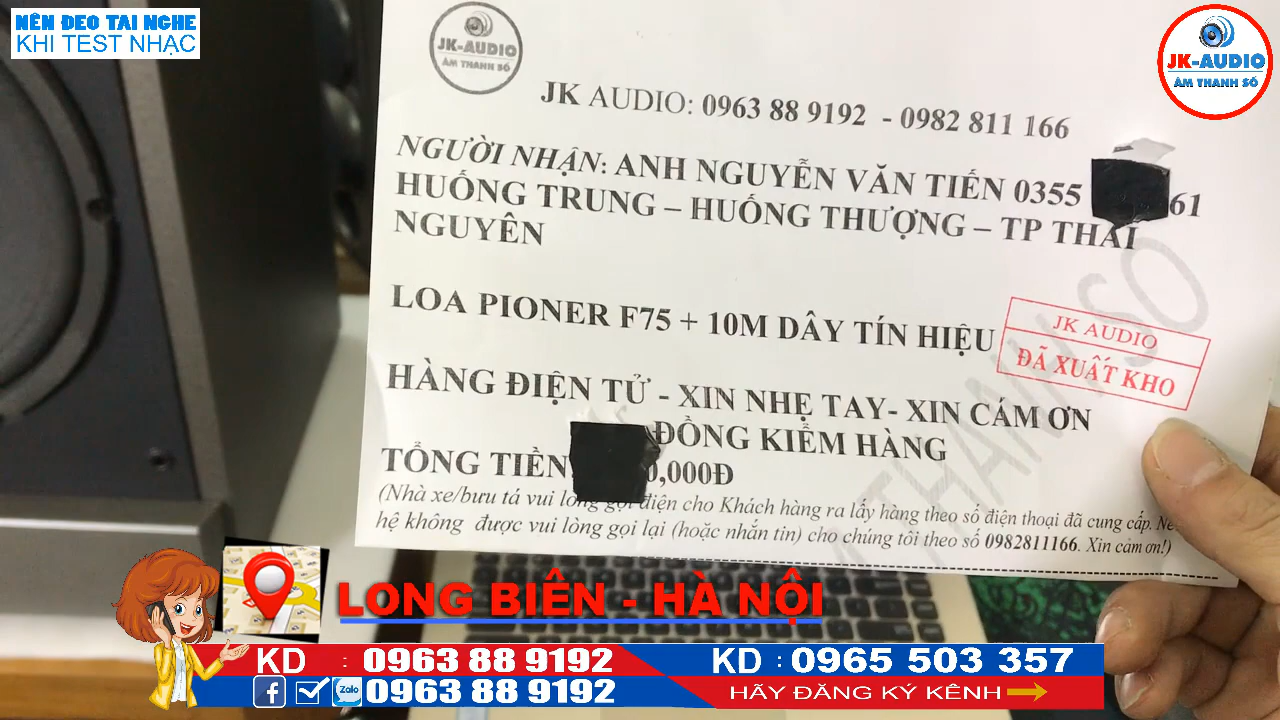 NÊN ĐEO TAI NGHE
KHI TEST NHẠC
JK-AUDIO
ÂM THANH SỐ
JK-AUDIO
ÂM THANH SỐ
JK AUDIO: 0963 88 9192 - 0982 811 166
NGƯỜI NHẬN: ANH NGUYỄN VĂN TIẾN 0355 61
HUỐNG TRUNG – HUỐNG THƯỢNG – TP THÁI
NGUYÊN
LOA PIONER F75 + 10M DÂY TÍN HIỆU
JK AUDIO
ĐÃ XUẤT KHO
HÀNG ĐIỆN TỬ - XIN NHẸ TAY- XIN CÁM ƠN
ĐỒNG KIỂM HÀNG
TỔNG TIỀN 0,000Đ
(Nhà xe/bưu tá vui lòng gọi điện cho Khách hàng ra lấy hàng theo số điện thoại đã cung cấp.
hệ không được vui lòng gọi lại (hoặc nhắn tin) cho chúng tôi theo số 0982811166. Xin cảm ơn!)
LONG BIÊN - HÀ NỘI
KD : 0963 88 9192
KD : 0965 503 357
Zalo 0963 88 9192
HÃY ĐĂNG KÝ KÊNH